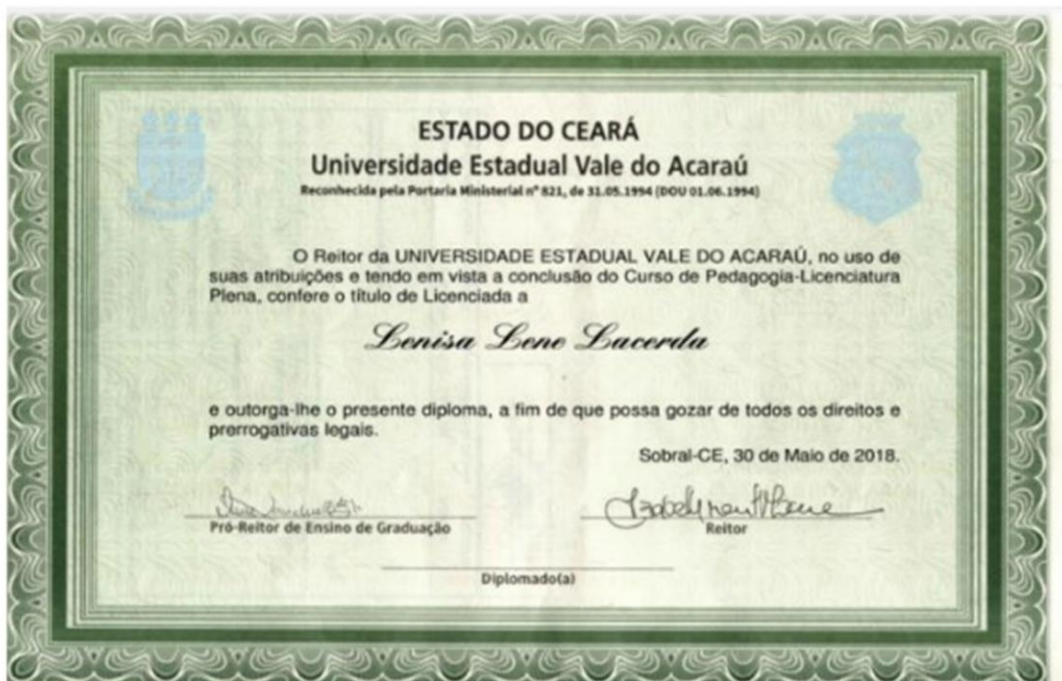 ESTADO DO CEARÁ
Universidade Estadual Vale do Acaraú
Reconhecida pela Portaria Ministerial nº 821, de 31.05.1994 (DOU 01.06.1994)
O Reitor da UNIVERSIDADE ESTADUAL VALE DO ACARAÚ, no uso de
suas atribuições e tendo em vista a conclusão do Curso de Pedagogia-Licenciatura
Plena, confere o título de Licenciada a
Lenisa Lene Lacerda
e outorga-lhe o presente diploma, a fim de que possa gozar de todos os direitos e
prerrogativas legais.
Sobral-CE, 30 de Maio de 2018.
Pró-Reitor de Ensino de Graduação
Reitor
Diplomado(a)